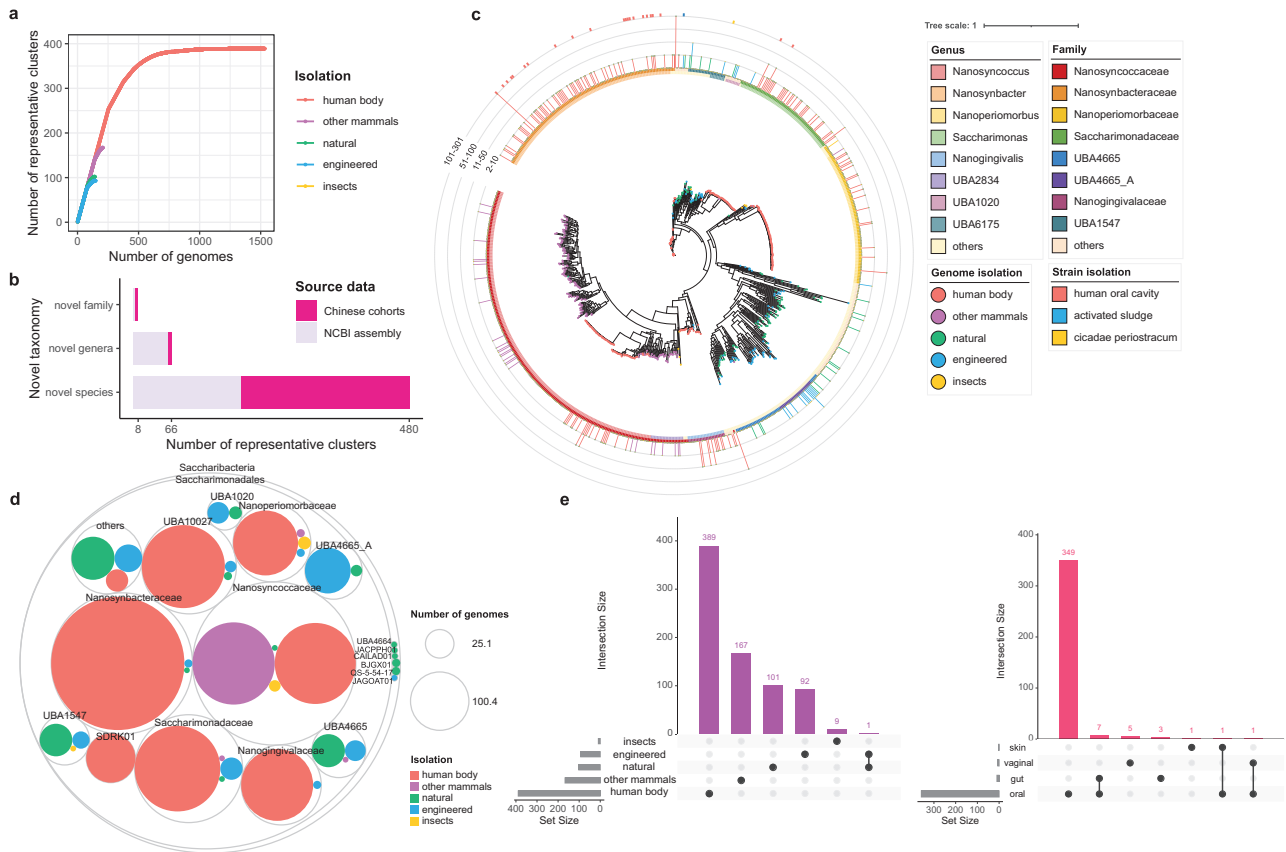 a
Number of representative clusters
400
300
200
100
0
0
500
1000
1500
Number of genomes
Isolation
human body
other mammals
natural
engineered
insects
b
Novel taxonomy
novel family
novel genera
novel species
8
66
480
Number of representative clusters
Source data
Chinese cohorts
NCBI assembly
c
101-301
51-100
11-50
2-10
Tree scale: 1
Genus
Nanosyncoccus
Nanosynbacter
Nanoperiomorbus
Saccharimonas
Nanogingivalis
UBA2834
UBA1020
UBA6175
others
Family
Nanosyncoccaceae
Nanosynbacteraceae
Nanoperiomorbaceae
Saccharimonadaceae
UBA4665
UBA4665_A
Nanogingivalaceae
UBA1547
others
Genome isolation
human body
other mammals
natural
engineered
insects
Strain isolation
human oral cavity
activated sludge
cicadae periostracum
d
Saccharibacteria
Saccharimonadales
UBA1020
Nanoperiomorbaceae
UBA10027
others
UBA4665_A
Nanosyncoccaceae
Nanosynbacteraceae
UBA4664
JACPPH01
CAILAD01
BJGX01
QS-5-54-17
JAGOAT01
UBA1547
SDRK01
Saccharimonadaceae
UBA4665
Nanogingivalaceae
Number of genomes
25.1
100.4
Isolation
human body
other mammals
natural
engineered
insects
e
Intersection Size
400
300
200
100
0
389
167
101
92
9
1
insects
engineered
natural
other mammals
human body
400
300
200
100
0
Set Size
Intersection Size
400
300
200
100
0
349
7
5
3
1
1
1
skin
vaginal
gut
oral
300
200
100
0
Set Size